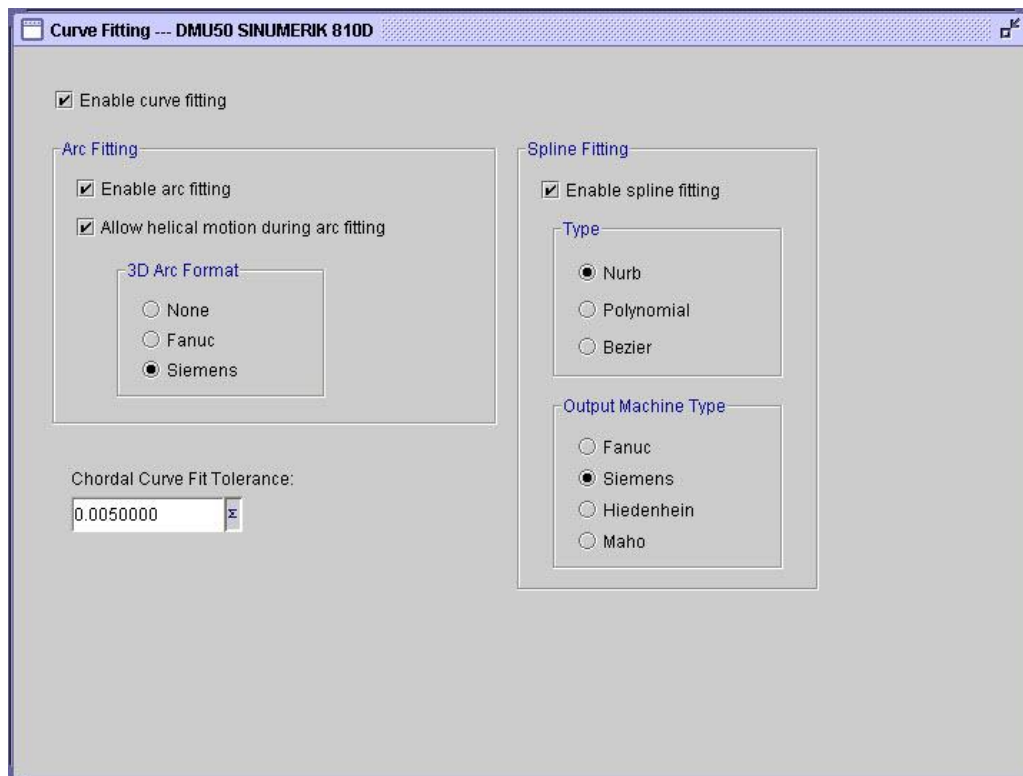 Curve Fitting --- DMU50 SINUMERIK 810D
Enable curve fitting
Arc Fitting
Enable arc fitting
Allow helical motion during arc fitting
3D Arc Format
None
Fanuc
Siemens
Chordal Curve Fit Tolerance:
0.0050000
Σ
Spline Fitting
Enable spline fitting
Type
Nurb
Polynomial
Bezier
Output Machine Type
Fanuc
Siemens
Hiedenhein
Maho